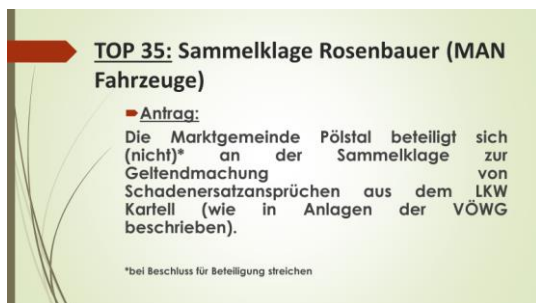 TOP 35: Sammelklage Rosenbauer (MAN
Fahrzeuge)
Antrag:
Die Marktgemeinde Pölstal beteiligt sich
(nicht)* an der Sammelklage zur
Geltendmachung von
Schadenersatzansprüchen aus dem LKW
Kartell (wie in Anlagen der VÖWG
beschrieben).
*bei Beschluss für Beteiligung streichen